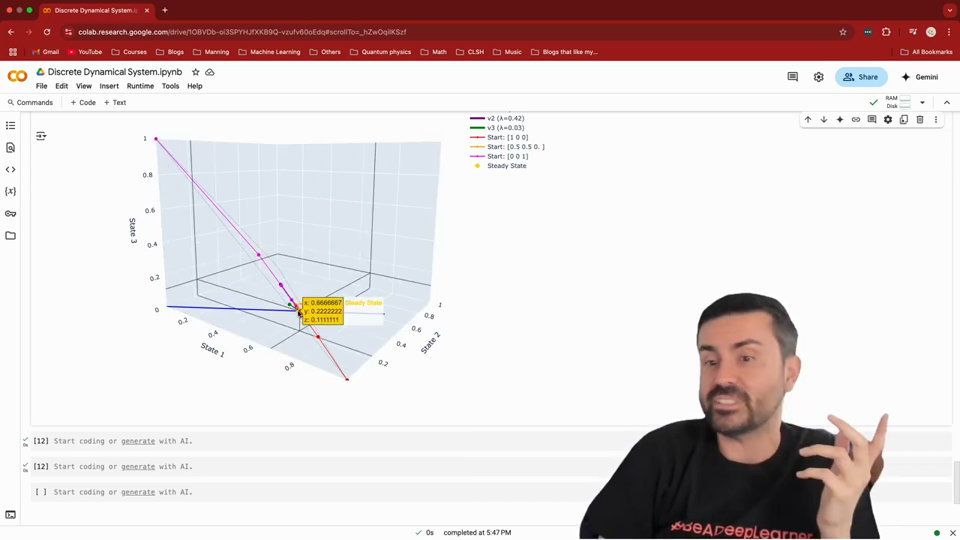 Discrete Dynamical System.ipynb
colab.research.google.com/drive/1OBVDb-oi3SPYHJfXKB9Q-vzufv60oEdq#scrollTo=_hZwOqilKSzf
Gmail
YouTube
Courses
Blogs
Manning
Machine Learning
Others
Quantum physics
Math
CLSH
Music
Blogs that like my...
All Bookmarks
CO
Discrete Dynamical System.ipynb
File Edit View Insert Runtime Tools Help
Share
Gemini
Commands
+ Code
+ Text
RAM
Disk
v2 (λ=0.42)
v3 (λ=0.03)
Start: [1 0 0]
Start: [0.5 0.5 0. ]
Start: [0 0 1]
Steady State
1
0.8
0.6
0.4
0.2
0
State 3
0.2
0.4
0.6
0.8
State 1
0.2
0.4
0.6
0.8
1
State 2
x: 0.6666667
y: 0.2222222
z: 0.1111111
Steady State
[12] Start coding or generate with AI.
0s
[12] Start coding or generate with AI.
0s
[ ] Start coding or generate with AI.
0s completed at 5:47 PM
#BeADeepLearner